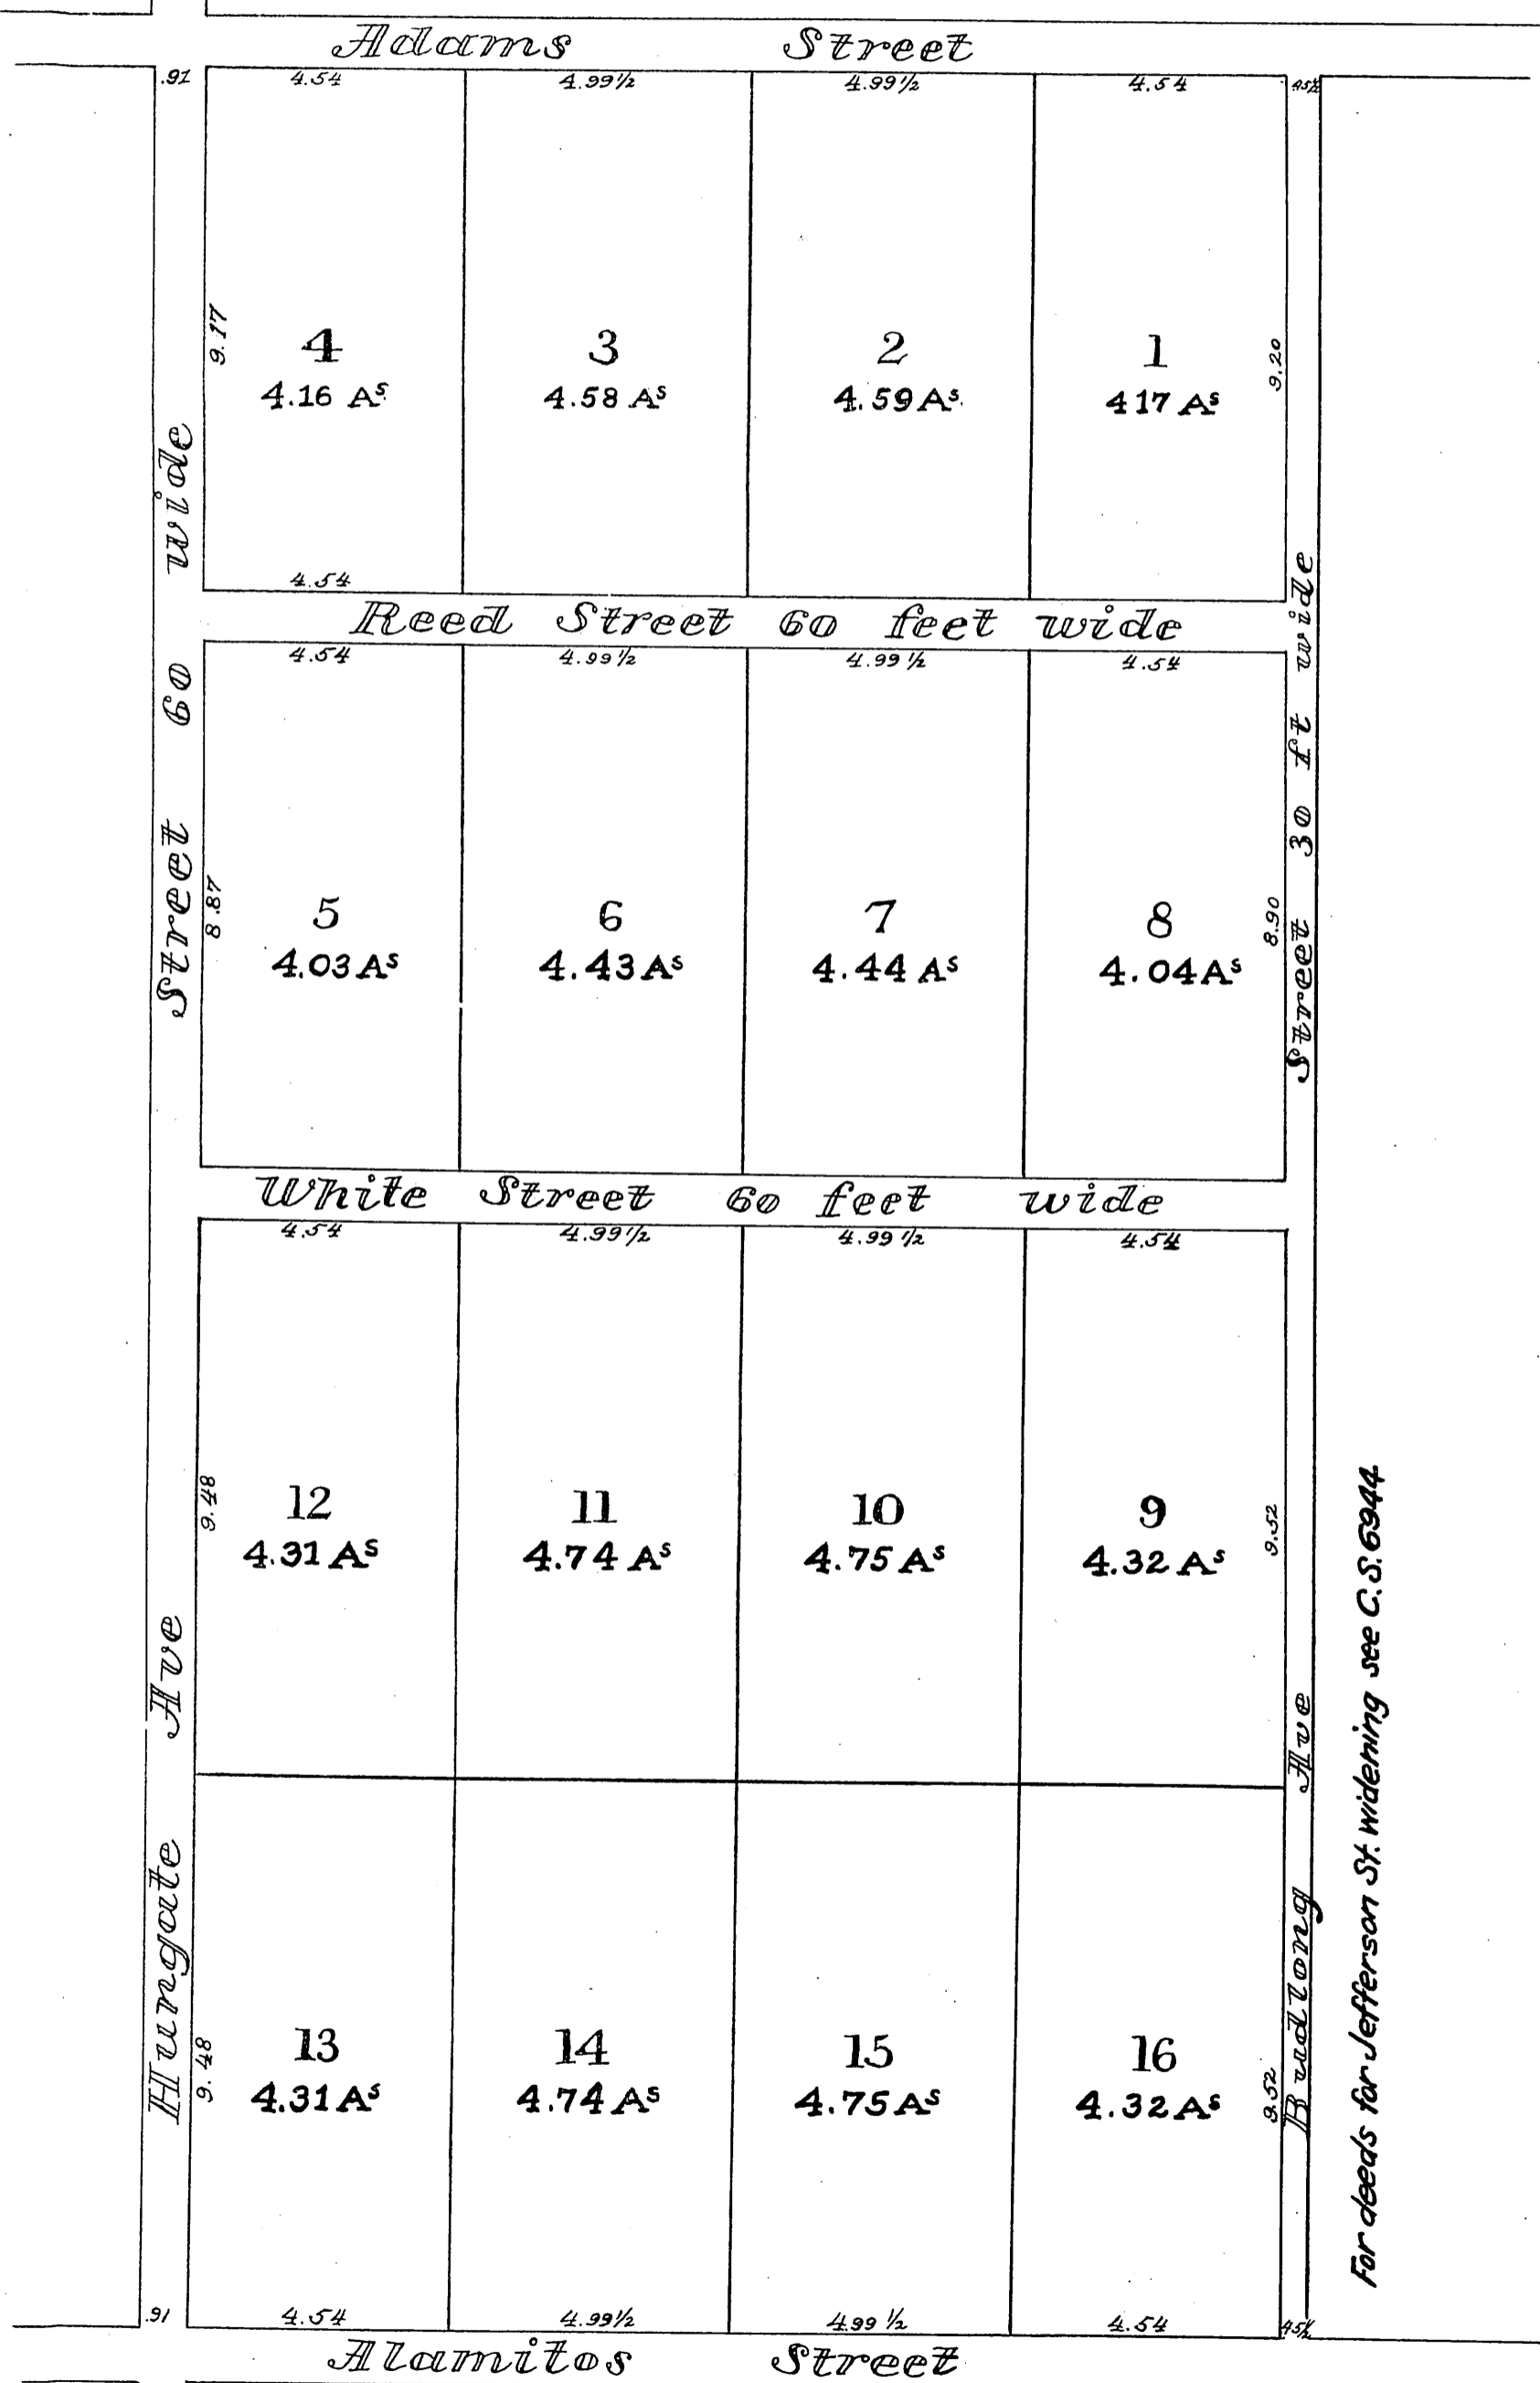 Adams Street
.91 4.54 4.99½ 4.99½ 4.54 .45½
9.17
4
4.16 Aˢ
3
4.58 Aˢ
2
4.59 Aˢ.
1
4 17 Aˢ
9.20
4.54
Reed Street 60 feet wide
4.54 4.99½ 4.99½ 4.54
8.87
5
4.03 Aˢ
6
4.43 Aˢ
7
4.44 Aˢ
8
4.04 Aˢ
8.90
White Street 60 feet wide
4.54 4.99½ 4.99½ 4.54
9.48
12
4.31 Aˢ
11
4.74 Aˢ
10
4.75 Aˢ
9
4.32 Aˢ
9.52
9.48
13
4.31 Aˢ
14
4.74 Aˢ
15
4.75 Aˢ
16
4.32 Aˢ
9.52
.91 4.54 4.99½ 4.99½ 4.54 .45½
Alamitos Street
Hungate Ave Street 60 wide
Budlong Ave Street 30 ft wide
For deeds for Jefferson St. widening see C.S. 6944